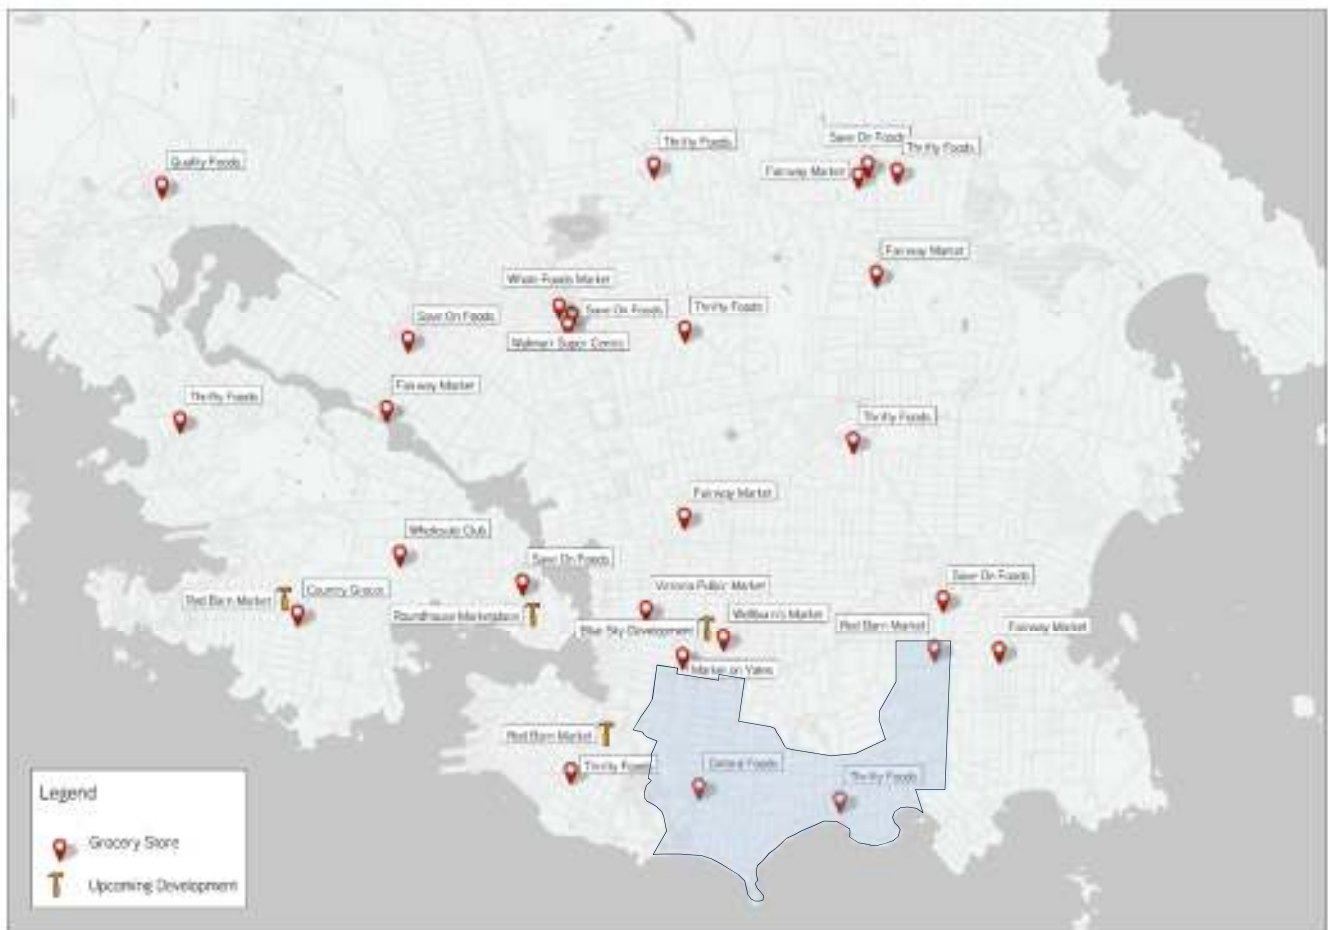 Thrifty Foods
Save On Foods
Thrifty Foods
Quality Foods
Fairway Market
Fairway Market
Whole Foods Market
Save On Foods
Thrifty Foods
Save On Foods
Walmart Super Centre
Fairway Market
Thrifty Foods
Thrifty Foods
Fairway Market
Wholesale Club
Save On Foods
Save On Foods
Victoria Public Market
Country Grocer
Red Barn Market
Roundhouse Marketplace
Wellburn's Market
Blue Sky Development
Red Barn Market
Fairway Market
Market on Yates
Red Barn Market
Thrifty Foods
Oxford Foods
Thrifty Foods
Legend
Grocery Store
Upcoming Development